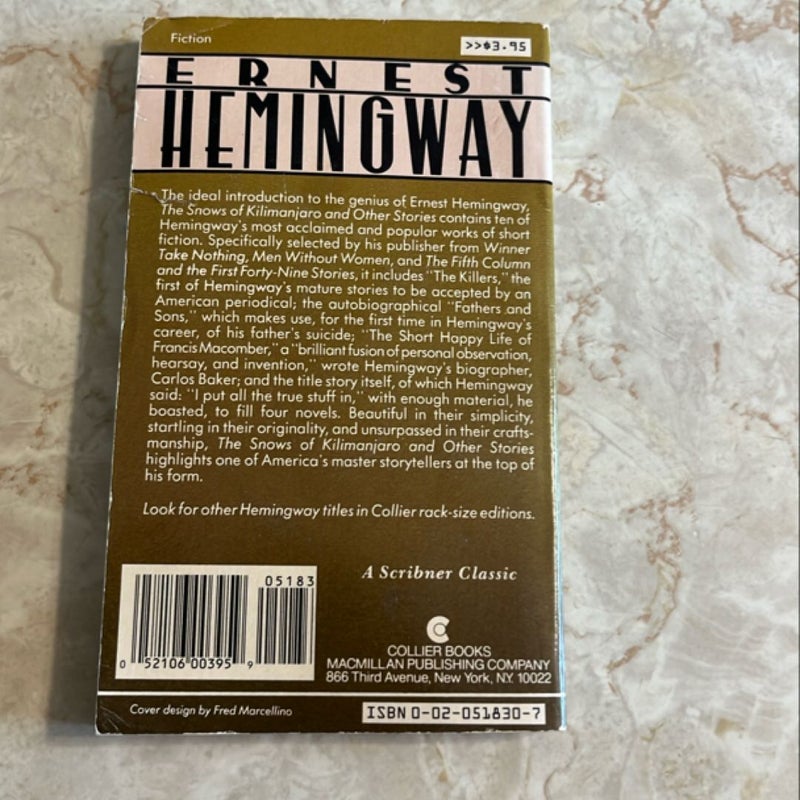 Fiction
>>$3.95
ERNEST
HEMINGWAY
The ideal introduction to the genius of Ernest Hemingway,
The Snows of Kilimanjaro and Other Stories contains ten of
Hemingway's most acclaimed and popular works of short
fiction. Specifically selected by his publisher from Winner
Take Nothing, Men Without Women, and The Fifth Column
and the First Forty-Nine Stories, it includes "The Killers," the
first of Hemingway's mature stories to be accepted by an
American periodical; the autobiographical "Fathers and
Sons," which makes use, for the first time in Hemingway's
career, of his father's suicide; "The Short Happy Life of
Francis Macomber," a "brilliant fusion of personal observation,
hearsay, and invention," wrote Hemingway's biographer,
Carlos Baker; and the title story itself, of which Hemingway
said: "I put all the true stuff in," with enough material, he
boasted, to fill four novels. Beautiful in their simplicity,
startling in their originality, and unsurpassed in their crafts-
manship, The Snows of Kilimanjaro and Other Stories
highlights one of America's master storytellers at the top of
his form.
Look for other Hemingway titles in Collier rack-size editions.
05183
0 52106 00395 9
A Scribner Classic
COLLIER BOOKS
MACMILLAN PUBLISHING COMPANY
866 Third Avenue, New York, N.Y. 10022
Cover design by Fred Marcellino
ISBN 0-02-051830-7